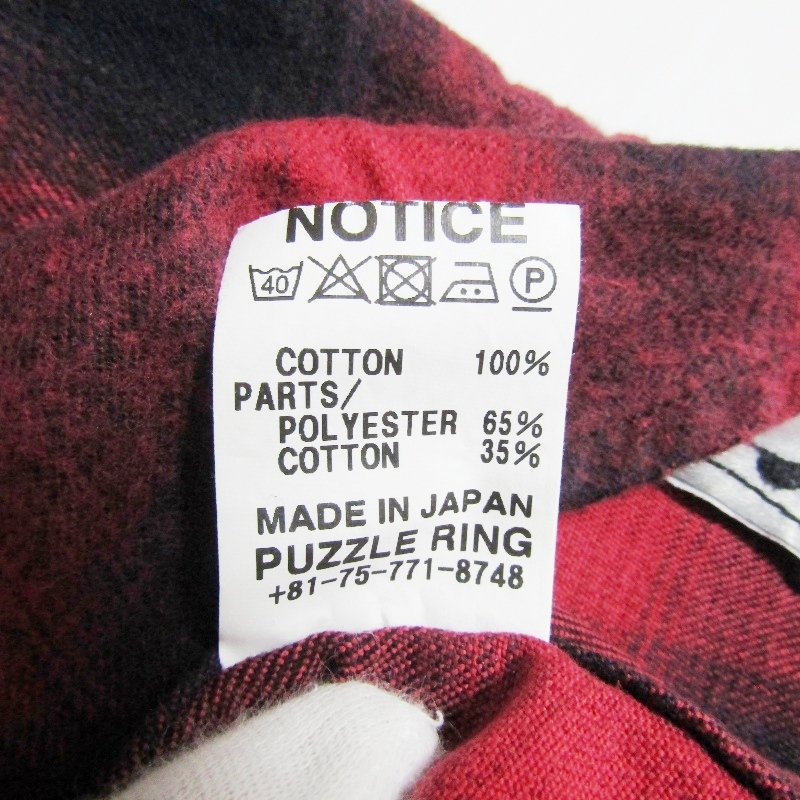 NOTICE
40 P
COTTON 100%
PARTS/
POLYESTER 65%
COTTON 35%
MADE IN JAPAN
PUZZLE RING
+81-75-771-8748